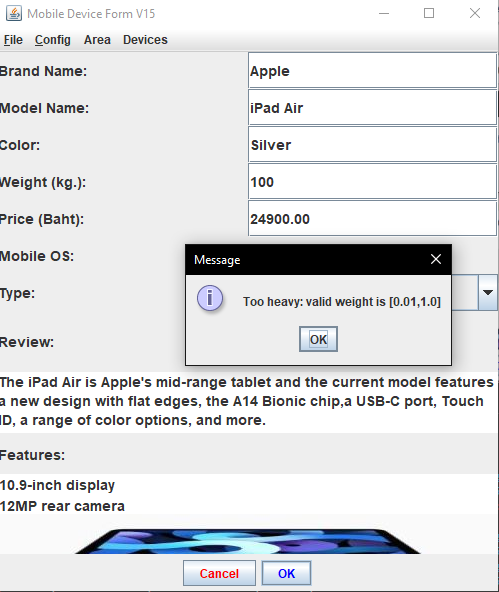 Mobile Device Form V15
File Config Area Devices
Brand Name: Apple
Model Name: iPad Air
Color: Silver
Weight (kg.): 100
Price (Baht): 24900.00
Mobile OS:
Message
Type:
Too heavy: valid weight is [0.01,1.0]
OK
Review:
The iPad Air is Apple's mid-range tablet and the current model features
a new design with flat edges, the A14 Bionic chip,a USB-C port, Touch
ID, a range of color options, and more.
Features:
10.9-inch display
12MP rear camera
Cancel OK